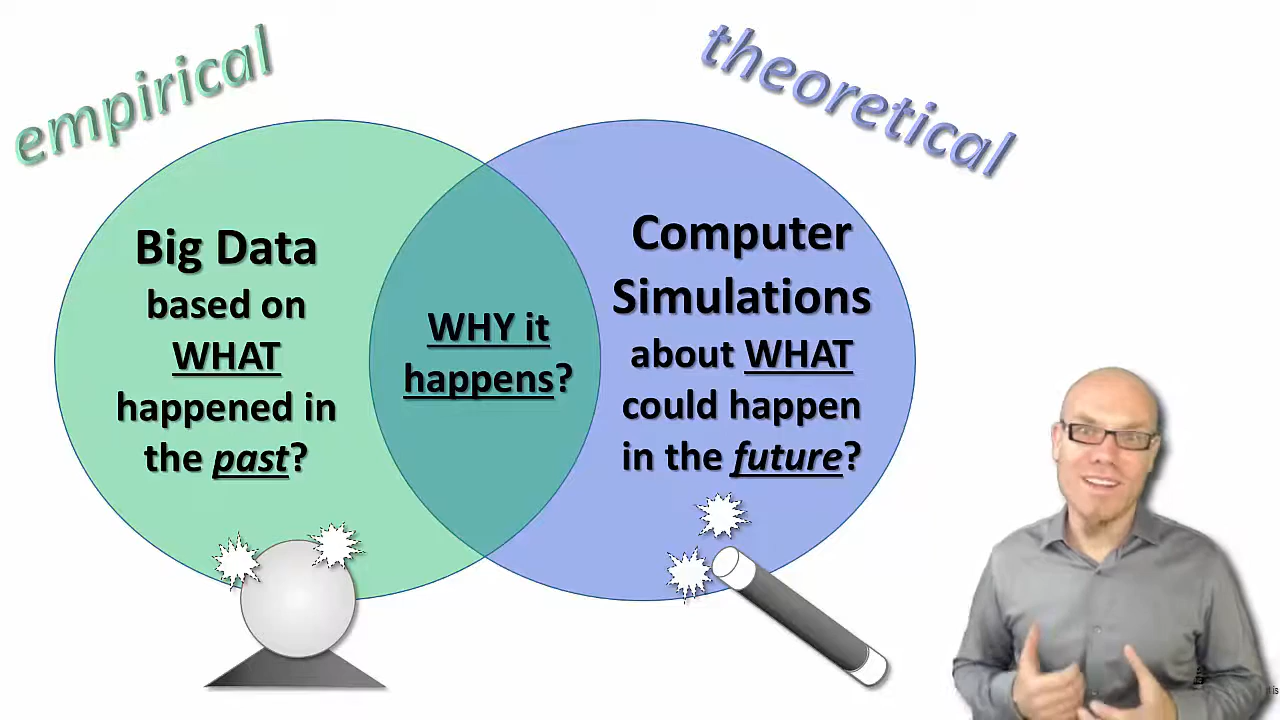 empirical
theoretical
Big Data
based on
WHAT
happened in
the past?
WHY it
happens?
Computer
Simulations
about WHAT
could happen
in the future?